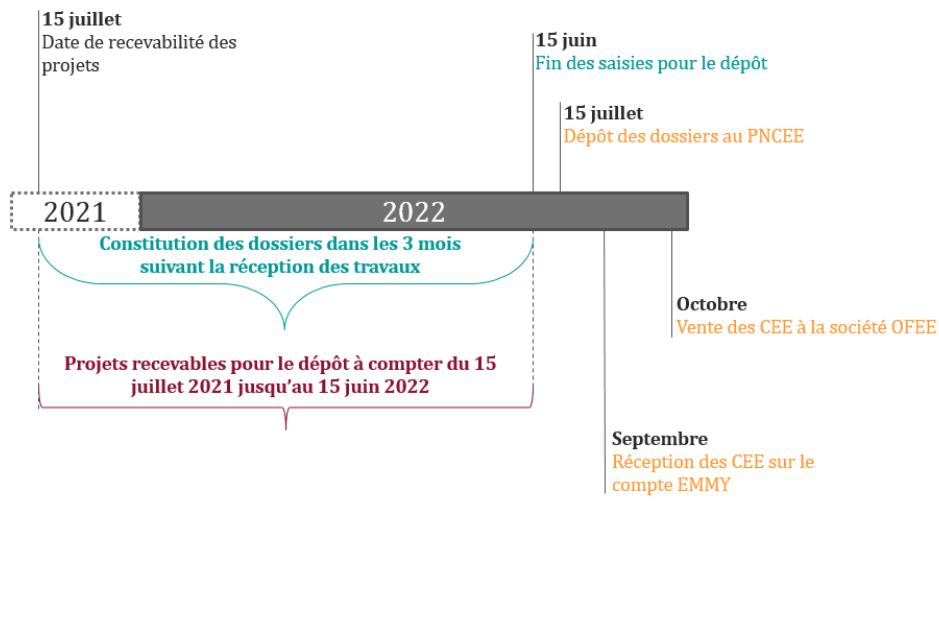 15 juillet
Date de recevabilité des
projets
15 juin
Fin des saisies pour le dépôt
15 juillet
Dépôt des dossiers au PNCEE
2021
2022
Constitution des dossiers dans les 3 mois
suivant la réception des travaux
Octobre
Vente des CEE à la société OFEE
Projets recevables pour le dépôt à compter du 15
juillet 2021 jusqu'au 15 juin 2022
Septembre
Réception des CEE sur le
compte EMMY